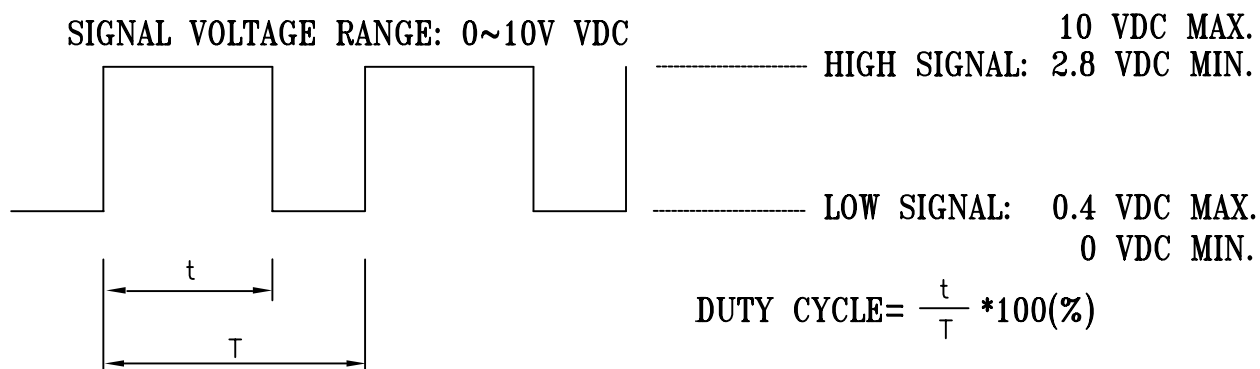 SIGNAL VOLTAGE RANGE: 0~10V VDC
10 VDC MAX.
HIGH SIGNAL: 2.8 VDC MIN.
LOW SIGNAL: 0.4 VDC MAX.
0 VDC MIN.
t
T
DUTY CYCLE= t/T *100(%)